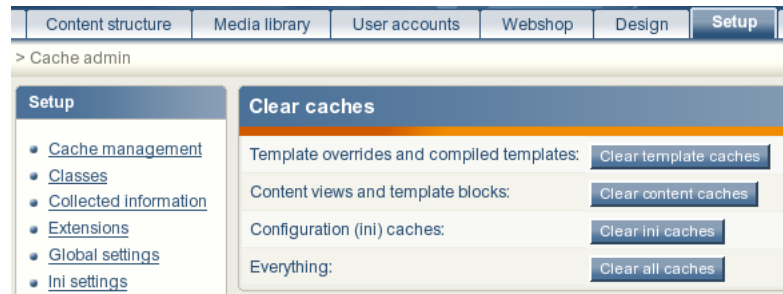 Content structure Media library User accounts Webshop Design Setup
> Cache admin
Setup
Cache management
Classes
Collected information
Extensions
Global settings
Ini settings
Clear caches
Template overrides and compiled templates: Clear template caches
Content views and template blocks: Clear content caches
Configuration (ini) caches: Clear ini caches
Everything: Clear all caches